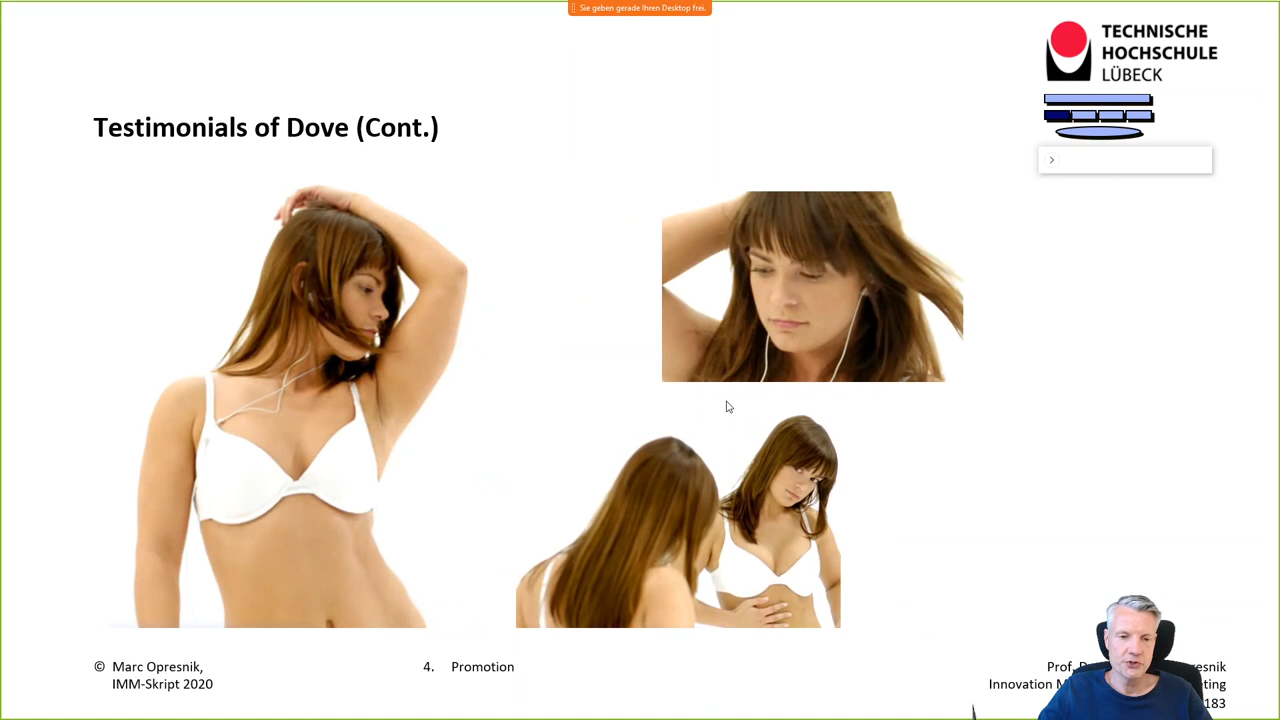 Sie geben gerade Ihren Desktop frei.
TECHNISCHE
HOCHSCHULE
LÜBECK
Testimonials of Dove (Cont.)
© Marc Opresnik,
IMM-Skript 2020
4. Promotion
Prof. esnik
Innovation
183